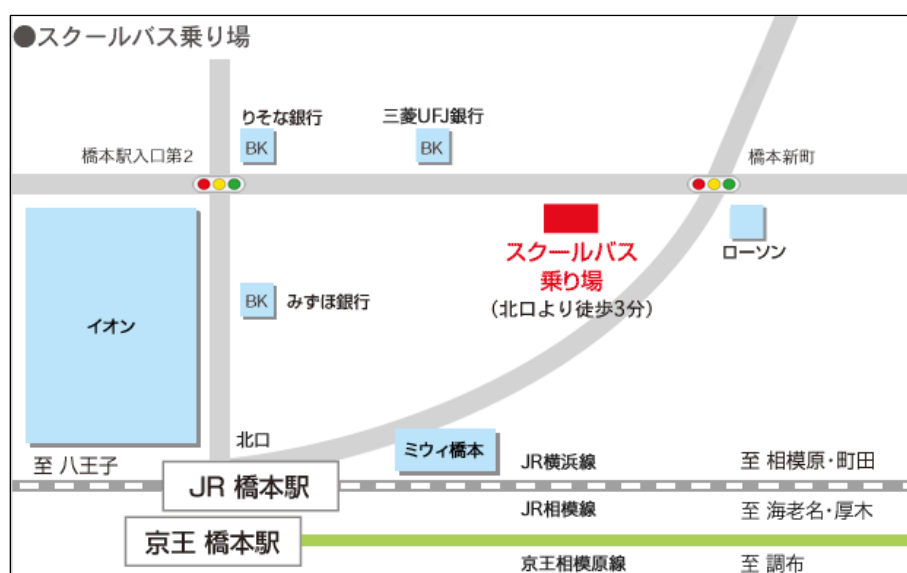 ●スクールバス乗り場
りそな銀行
三菱UFJ銀行
BK
BK
橋本駅入口第2
橋本新町
スクールバス
乗り場
(北口より徒歩3分)
ローソン
BK
みずほ銀行
イオン
北口
ミウィ橋本
至 八王子
JR横浜線
至 相模原・町田
JR 橋本駅
JR相模線
至 海老名・厚木
京王 橋本駅
京王相模原線
至 調布